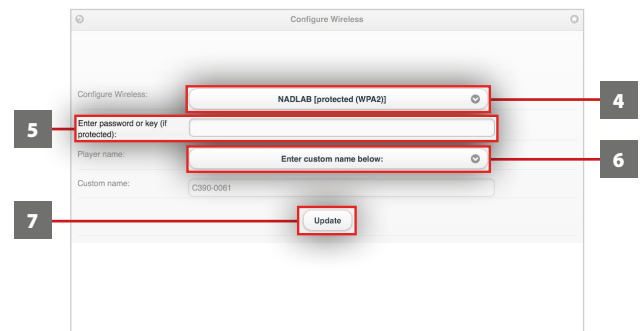 Configure Wireless
Configure Wireless:
NADLAB [protected (WPA2)]
4
5
Enter password or key (if
protected):
Player name:
Enter custom name below:
6
Custom name:
C390-0061
7
Update